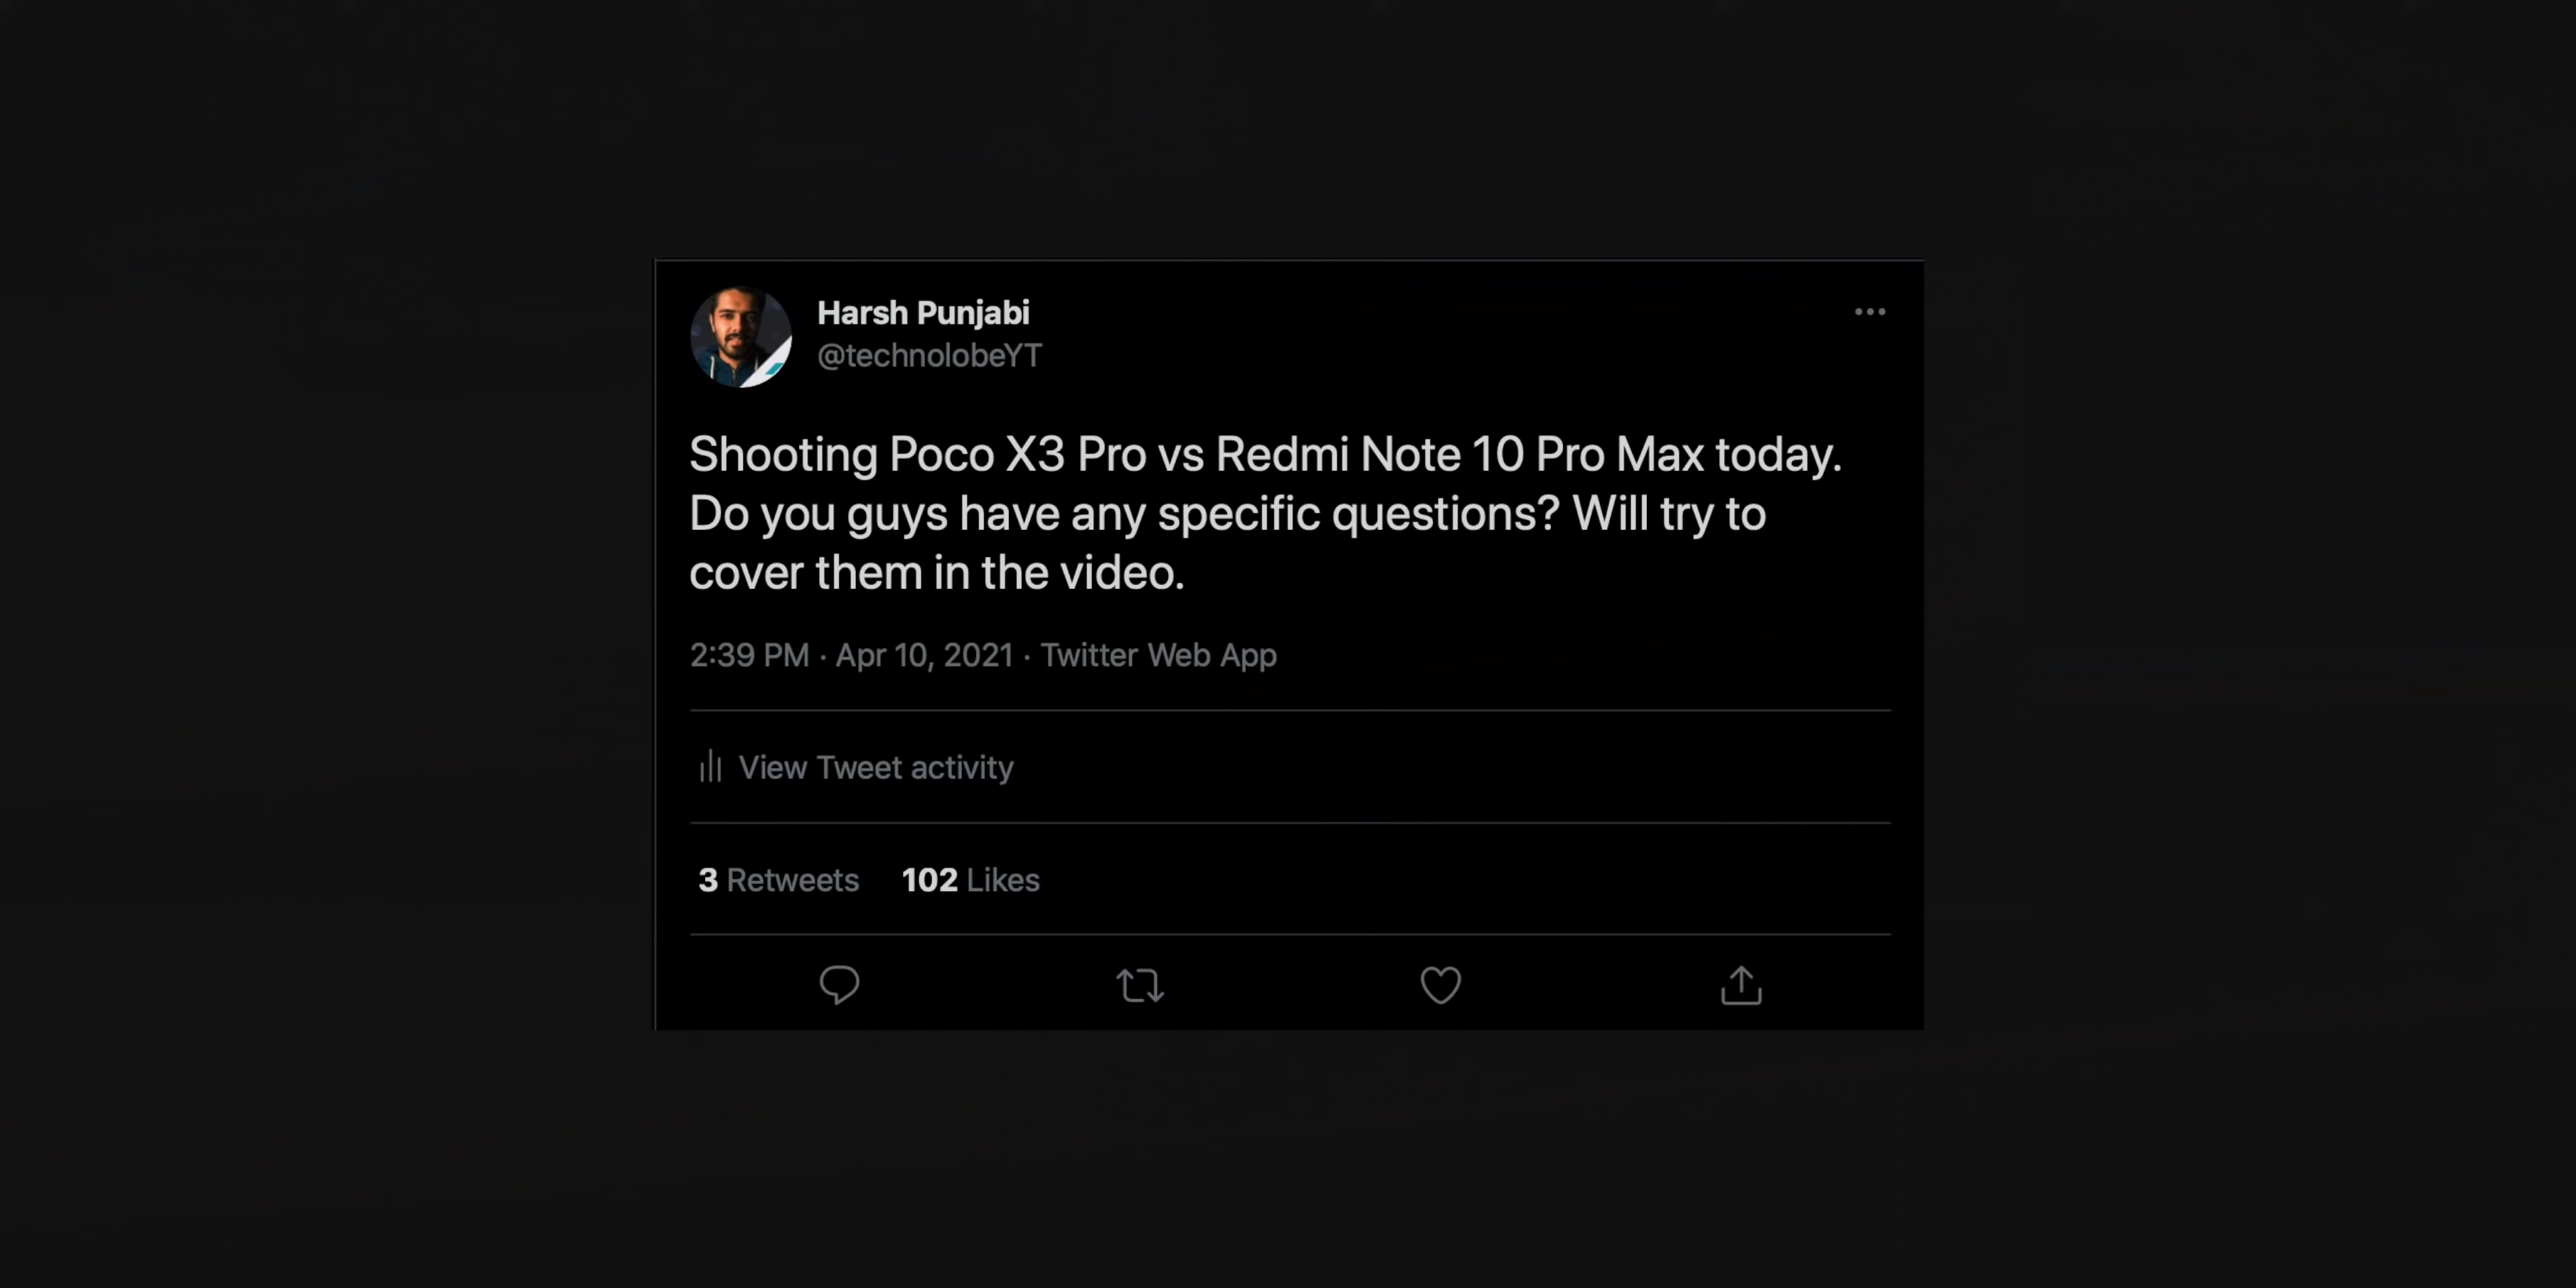 Harsh Punjabi
@technolobeYT
Shooting Poco X3 Pro vs Redmi Note 10 Pro Max today.
Do you guys have any specific questions? Will try to
cover them in the video.
2:39 PM · Apr 10, 2021 · Twitter Web App
View Tweet activity
3 Retweets 102 Likes